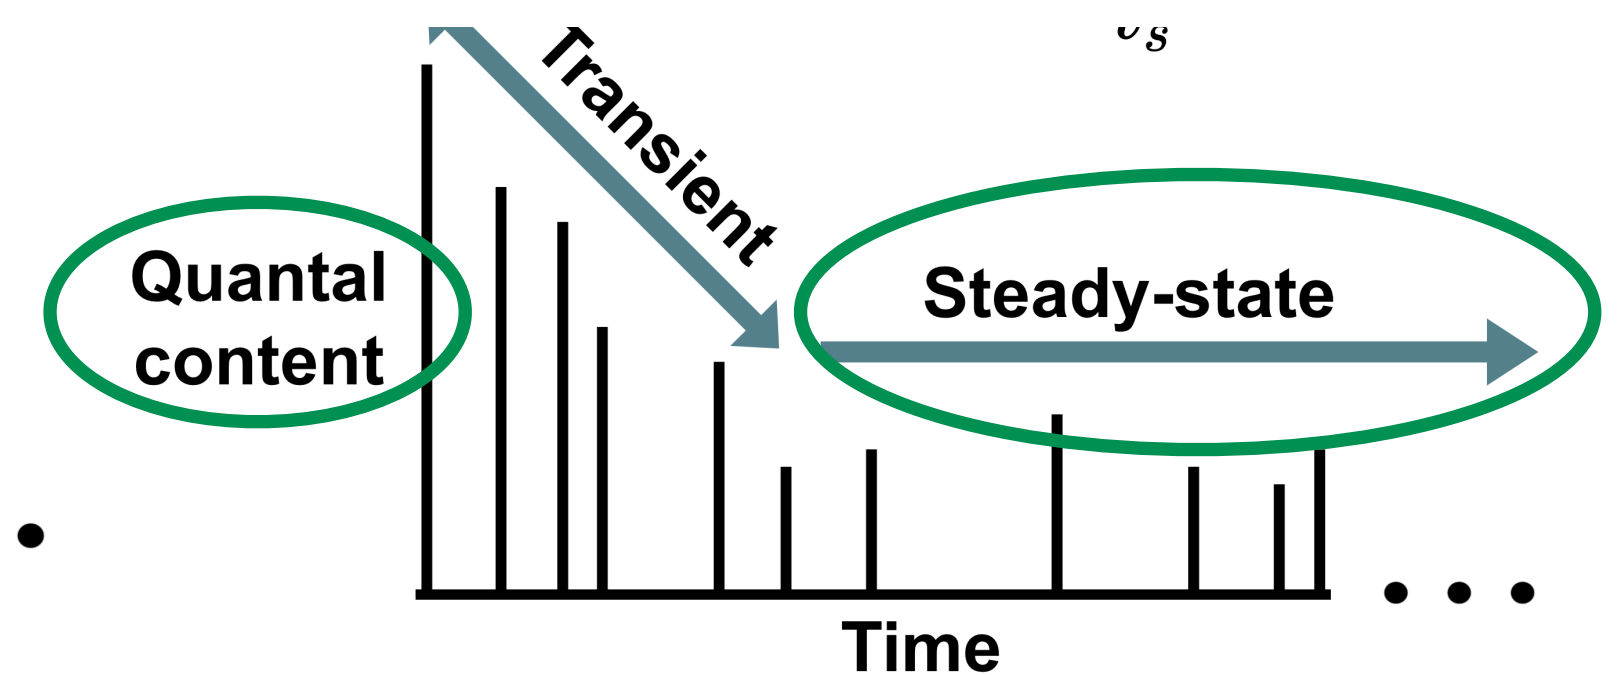 Transient
Quantal
content
Steady-state
Time